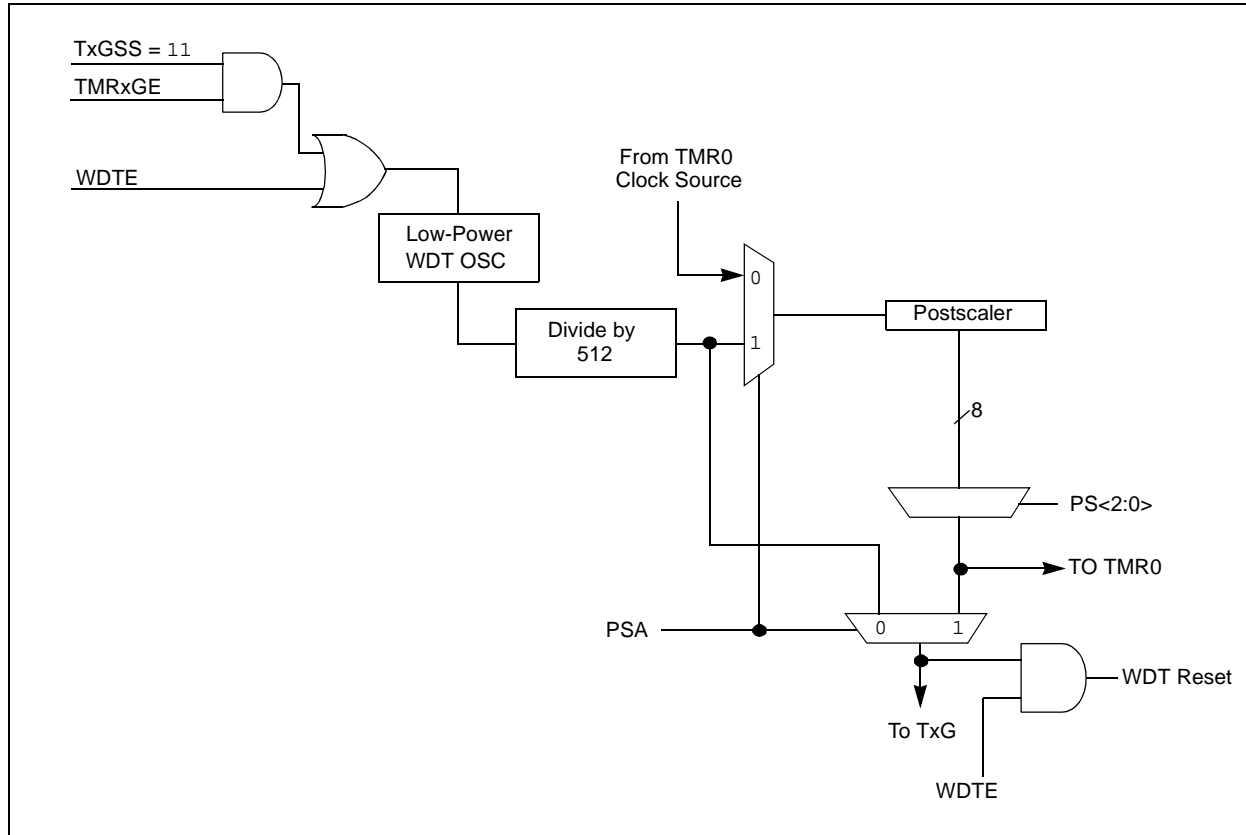 TxGSS = 11
TMRxGE
WDTE
From TMR0
Clock Source
Low-Power
WDT OSC
0
1
Divide by
512
Postscaler
8
PS<2:0>
TO TMR0
PSA
0 1
WDT Reset
To TxG
WDTE